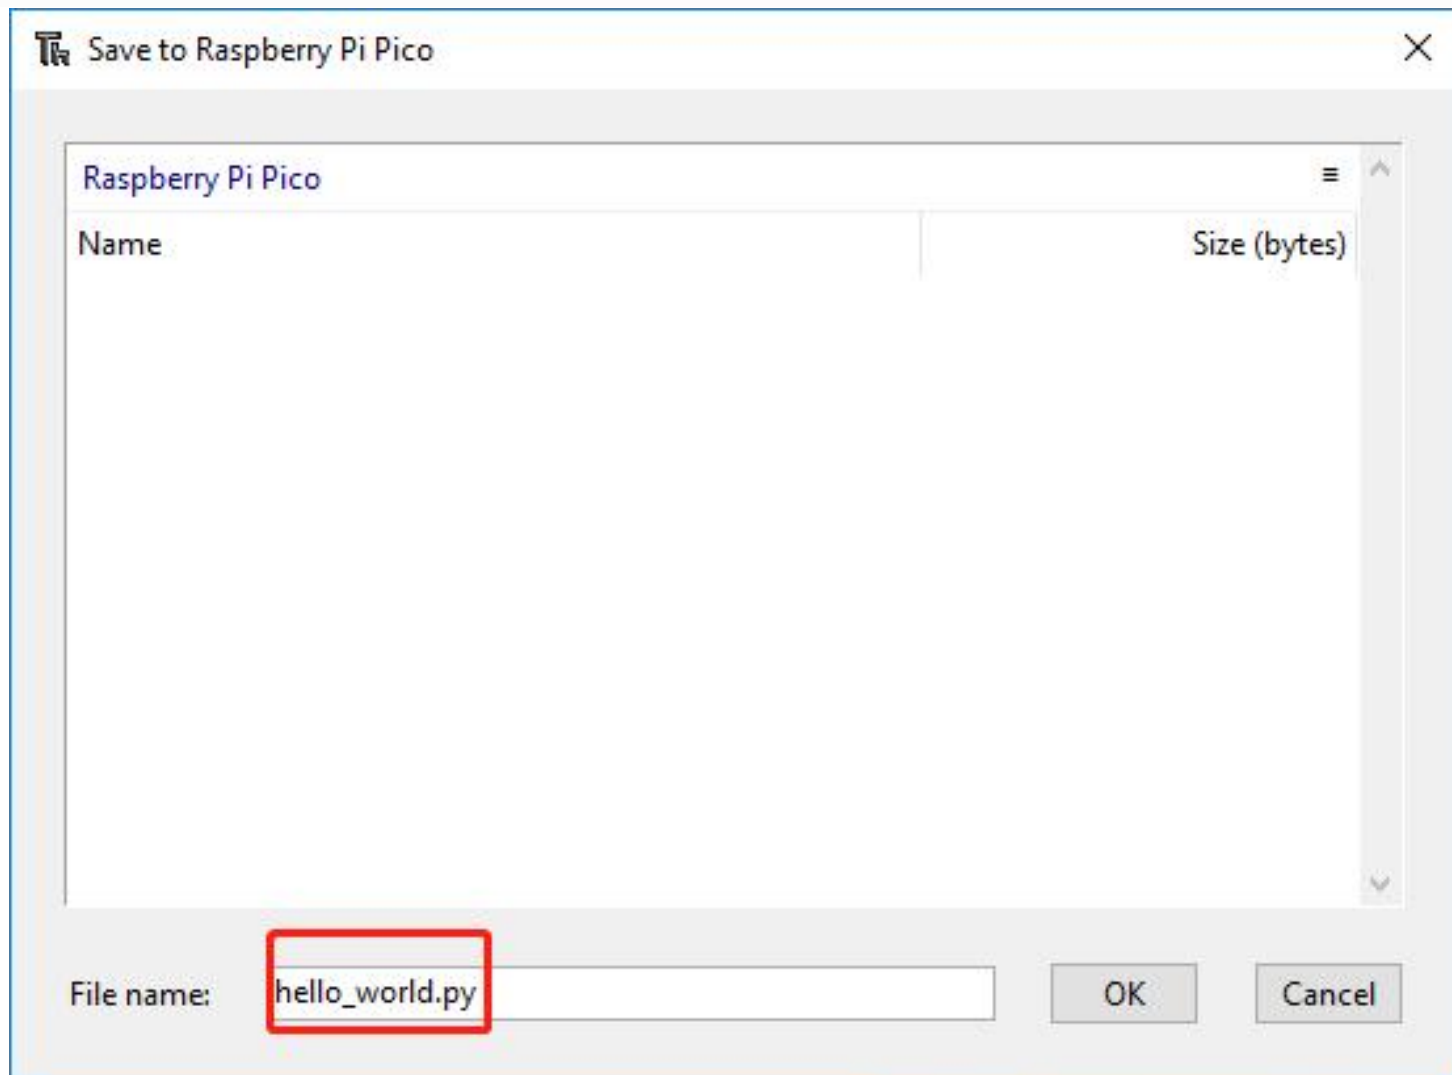 Save to Raspberry Pi Pico
Raspberry Pi Pico
Name Size (bytes)
File name: hello_world.py OK Cancel